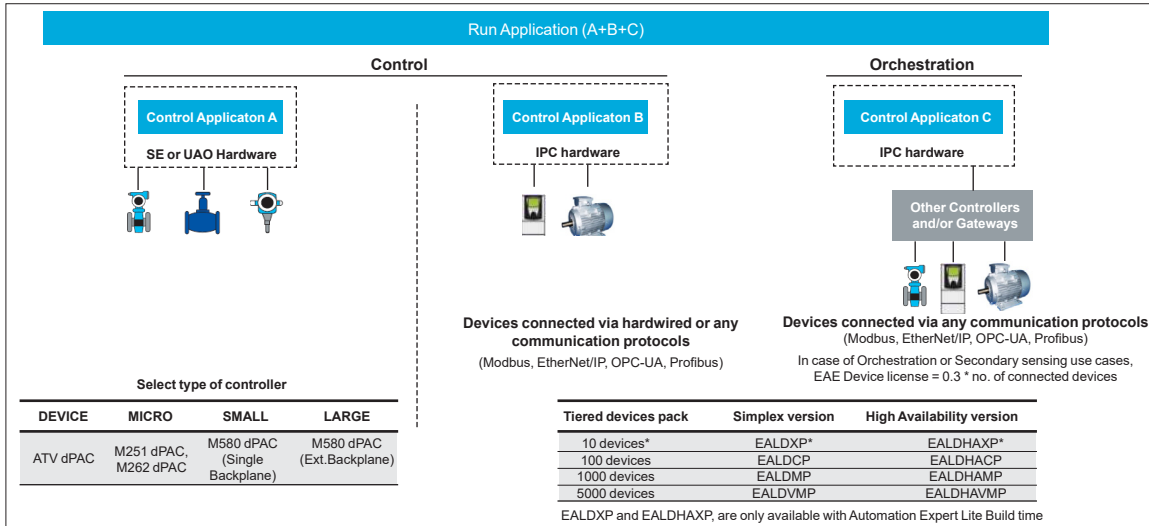 Run Application (A+B+C)
Control
Orchestration
Control Applicaton A
SE or UAO Hardware
Control Applicaton B
IPC hardware
Control Applicaton C
IPC hardware
Other Controllers
and/or Gateways
Devices connected via hardwired or any
communication protocols
(Modbus, EtherNet/IP, OPC-UA, Profibus)
Devices connected via any communication protocols
(Modbus, EtherNet/IP, OPC-UA, Profibus)
In case of Orchestration or Secondary sensing use cases,
EAE Device license = 0.3 * no. of connected devices
Select type of controller
DEVICE MICRO SMALL LARGE
ATV dPAC M251 dPAC, M262 dPAC M580 dPAC (Single Backplane) M580 dPAC (Ext.Backplane)
Tiered devices pack Simplex version High Availability version
10 devices* EALDXP* EALDHAXP*
100 devices EALDCP EALDHACP
1000 devices EALDMP EALDHAMP
5000 devices EALDVMP EALDHAVMP
EALDXP and EALDHAXP, are only available with Automation Expert Lite Build time